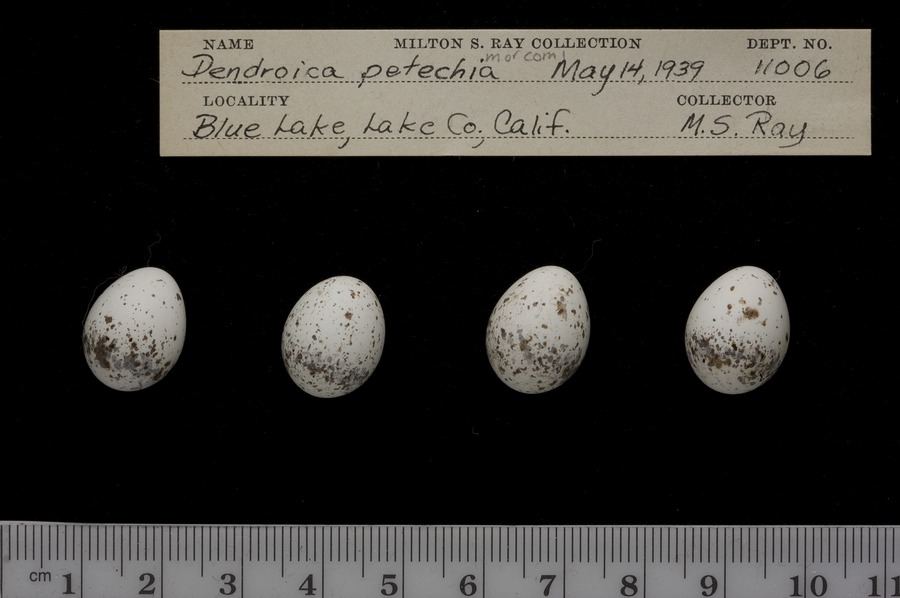 NAME MILTON S. RAY COLLECTION DEPT. NO.
morcomi
Dendroica petechia May 14, 1939 11006
LOCALITY COLLECTOR
Blue Lake, Lake Co., Calif. M.S. Ray
cm 1 2 3 4 5 6 7 8 9 10 11